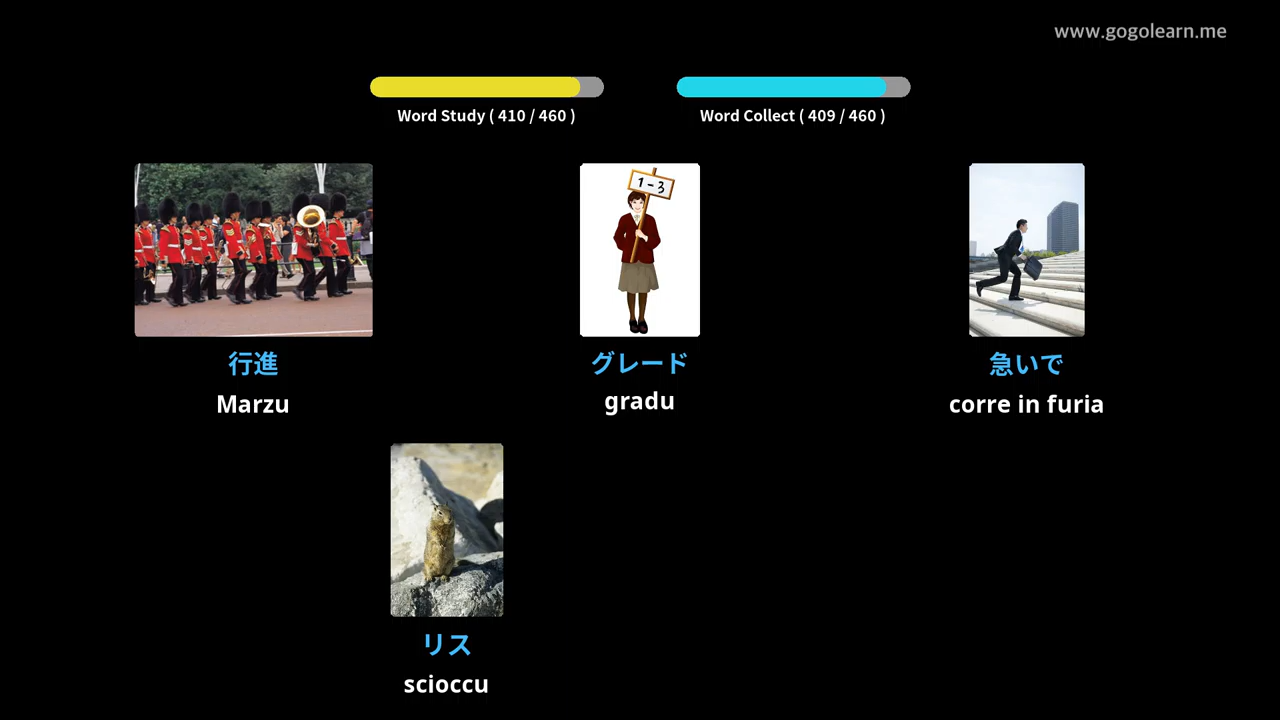 www.gogolearn.me
Word Study ( 410 / 460 )
Word Collect ( 409 / 460 )
1-3
行進
グレード
急いで
Marzu
gradu
corre in furia
リス
scioccu